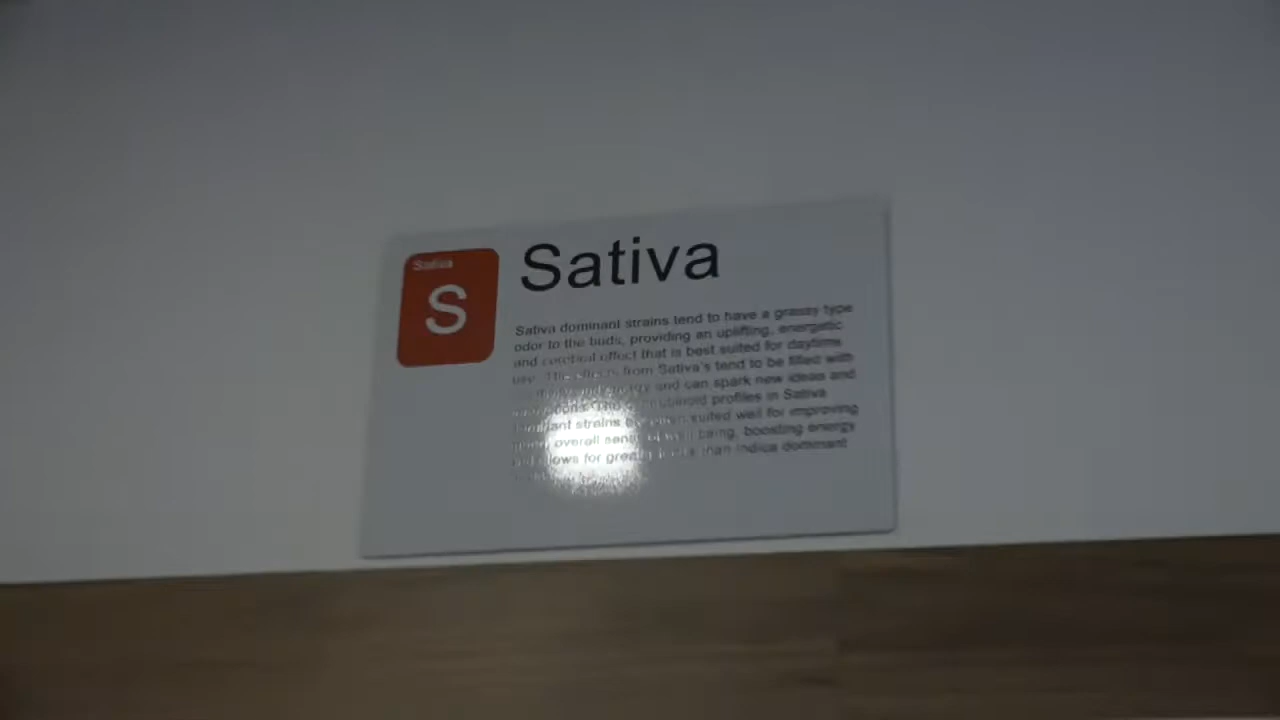 Sativa
S
Sativa
Sativa dominant strains tend to have a grassy type
odor to the buds, providing an uplifting, energetic
and cerebral effect that is best suited for daytime
use. The effects from Sativa's tend to be filled with
and energy and can spark new ideas and
profiles in Sativa
strains suited well for improving
overall being, boosting energy
for than indica dominant